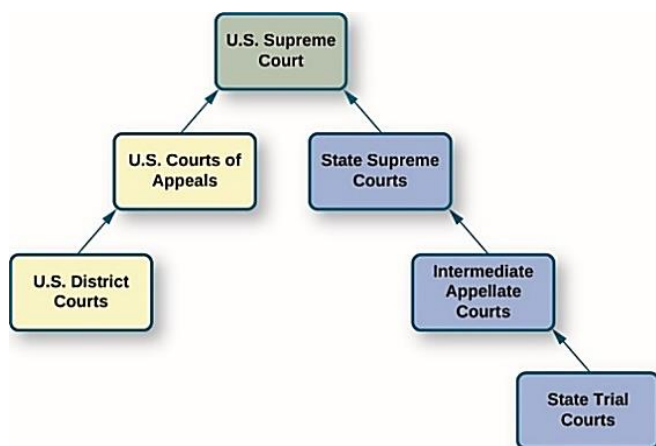 U.S. Supreme
Court
U.S. Courts of
Appeals
State Supreme
Courts
U.S. District
Courts
Intermediate
Appellate
Courts
State Trial
Courts